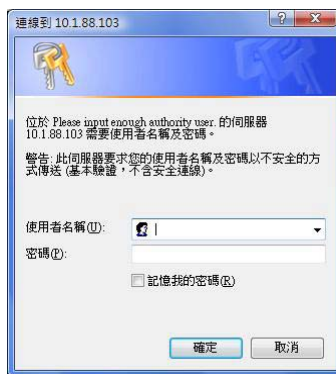 連線到 10.1.88.103
位於 Please input enough authority user. 的伺服器
10.1.88.103 需要使用者名稱及密碼。
警告: 此伺服器要求您的使用者名稱及密碼以不安全的方
式傳送 (基本驗證，不含安全連線)。
使用者名稱(U):
密碼(P):
記憶我的密碼(R)
確定 取消